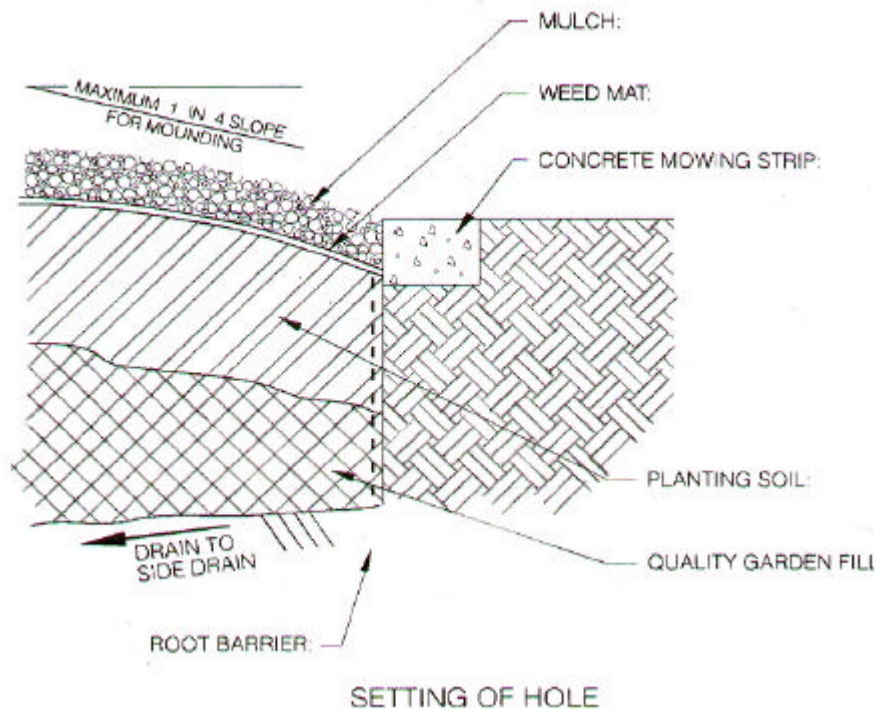 MULCH:
MAXIMUM 1 IN 4 SLOPE
FOR MOUNDING
WEED MAT:
CONCRETE MOWING STRIP:
PLANTING SOIL:
DRAIN TO
SIDE DRAIN
QUALITY GARDEN FILL
ROOT BARRIER:
SETTING OF HOLE